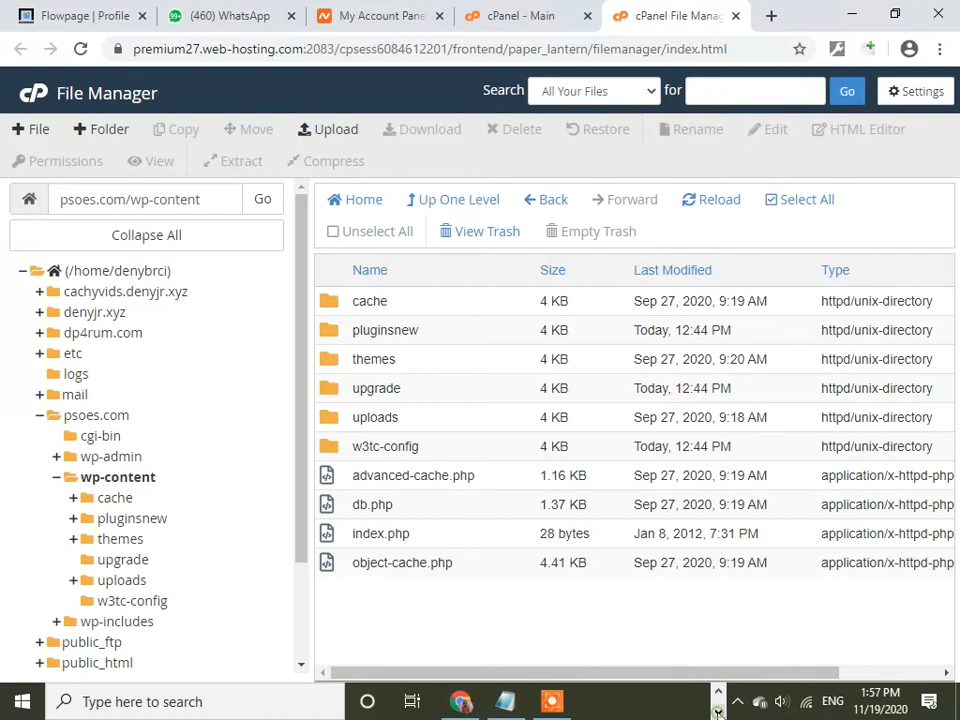 Flowpage | Profile
(460) WhatsApp
My Account Pane
cPanel - Main
cPanel File Manag
premium27.web-hosting.com:2083/cpsess6084612201/frontend/paper_lantern/filemanager/index.html
cP File Manager
Search All Your Files for Go Settings
File Folder Copy Move Upload Download Delete Restore Rename Edit HTML Editor
Permissions View Extract Compress
psoes.com/wp-content Go
Collapse All
(/home/denybrci)
cachyvids.denyjr.xyz
denyjr.xyz
dp4rum.com
etc
logs
mail
psoes.com
cgi-bin
wp-admin
wp-content
cache
pluginsnew
themes
upgrade
uploads
w3tc-config
wp-includes
public_ftp
public_html
Home Up One Level Back Forward Reload Select All
Unselect All View Trash Empty Trash
Name Size Last Modified Type
cache 4 KB Sep 27, 2020, 9:19 AM httpd/unix-directory
pluginsnew 4 KB Today, 12:44 PM httpd/unix-directory
themes 4 KB Sep 27, 2020, 9:20 AM httpd/unix-directory
upgrade 4 KB Today, 12:44 PM httpd/unix-directory
uploads 4 KB Sep 27, 2020, 9:18 AM httpd/unix-directory
w3tc-config 4 KB Today, 12:44 PM httpd/unix-directory
advanced-cache.php 1.16 KB Sep 27, 2020, 9:19 AM application/x-httpd-php
db.php 1.37 KB Sep 27, 2020, 9:19 AM application/x-httpd-php
index.php 28 bytes Jan 8, 2012, 7:31 PM application/x-httpd-php
object-cache.php 4.41 KB Sep 27, 2020, 9:19 AM application/x-httpd-php
Type here to search
ENG
1:57 PM
11/19/2020